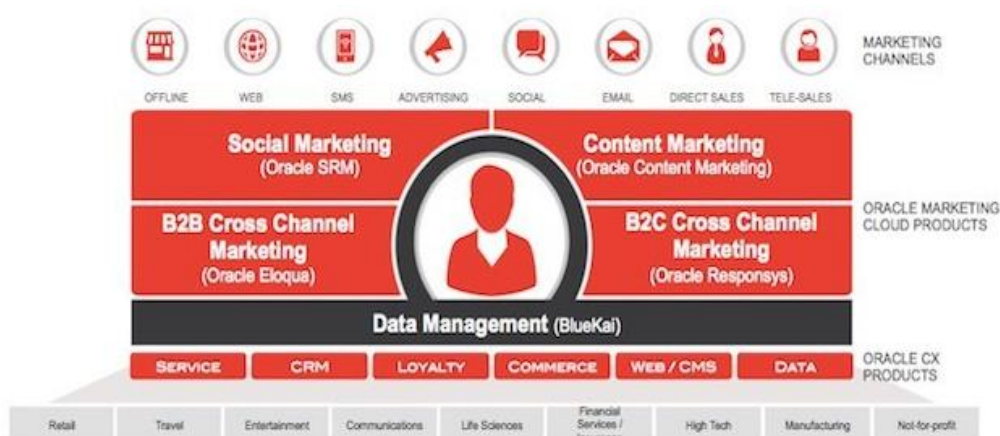 MARKETING
CHANNELS
OFFLINE
WEB
SMS
ADVERTISING
SOCIAL
EMAIL
DIRECT SALES
TELE-SALES
Social Marketing
(Oracle SRM)
Content Marketing
(Oracle Content Marketing)
B2B Cross Channel
Marketing
(Oracle Eloqua)
B2C Cross Channel
Marketing
(Oracle Responsys)
ORACLE MARKETING
CLOUD PRODUCTS
Data Management (BlueKai)
SERVICE
CRM
LOYALTY
COMMERCE
WEB / CMS
DATA
ORACLE CX
PRODUCTS
Retail
Travel
Entertainment
Communications
Life Sciences
Financial
Services /
High Tech
Manufacturing
Not-for-profit